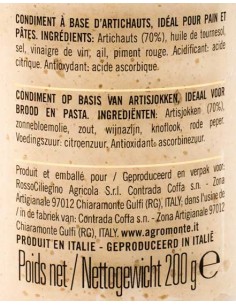 CONDIMENT À BASE D'ARTICHAUTS, IDÉAL POUR PAIN ET
PÂTES. INGRÉDIENTS: Artichauts (70%), huile de tournesol,
sel, vinaigre de vin, ail, piment rouge. Acidificant: acide
citrique. Antioxydant: acide ascorbique.
CONDIMENT OP BASIS VAN ARTISJOKKEN, IDEAAL VOOR
BROOD EN PASTA. INGREDIËNTEN: Artisjokken (70%),
zonnebloemolie, zout, wijnazijn, knoflook, rode peper.
Voedingszuur: citroenzuur, Antioxidant: ascorbinezuur.
Produit et emballé pour / Geproduceerd en verpakt voor:
RossoCiliegino Agricola S.r.l. Contrada Coffa s.n - Zona
Artigianale 97012 Chiaramonte Gulfi (RG), ITALY, dans l'usine de
/ in de fabriek van: Contrada Coffa s.n. - Zona Artigianale 97012
Chiaramonte Gulfi (RG), ITALY - www.agromonte.it
PRODUIT EN ITALIE - GEPRODUCEERD IN ITALIË
Poids net / Nettogewicht 200 g ℮